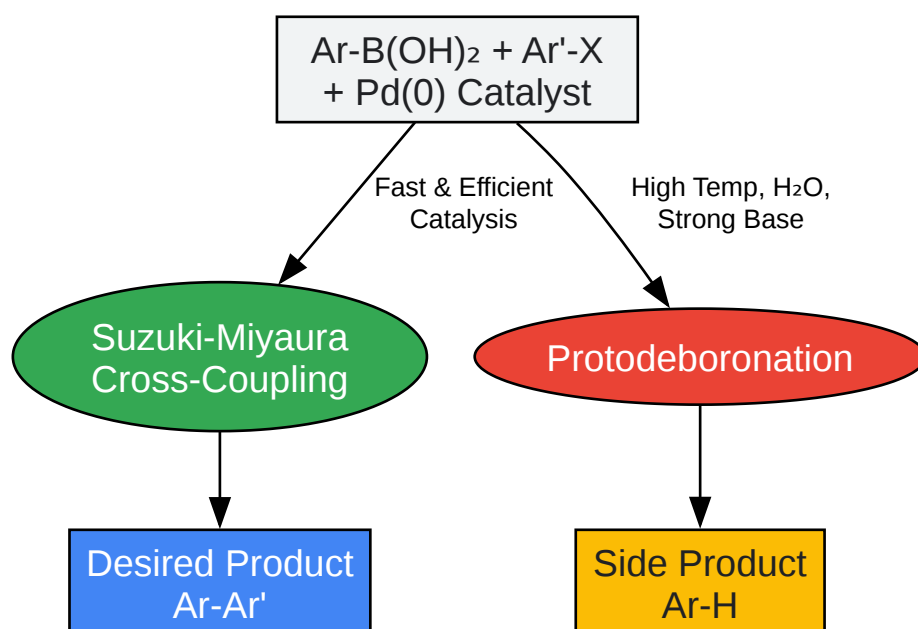 Ar-B(OH)₂ + Ar'-X
+ Pd(0) Catalyst
Fast & Efficient
Catalysis
High Temp, H₂O,
Strong Base
Suzuki-Miyaura
Cross-Coupling
Protodeboronation
Desired Product
Ar-Ar'
Side Product
Ar-H